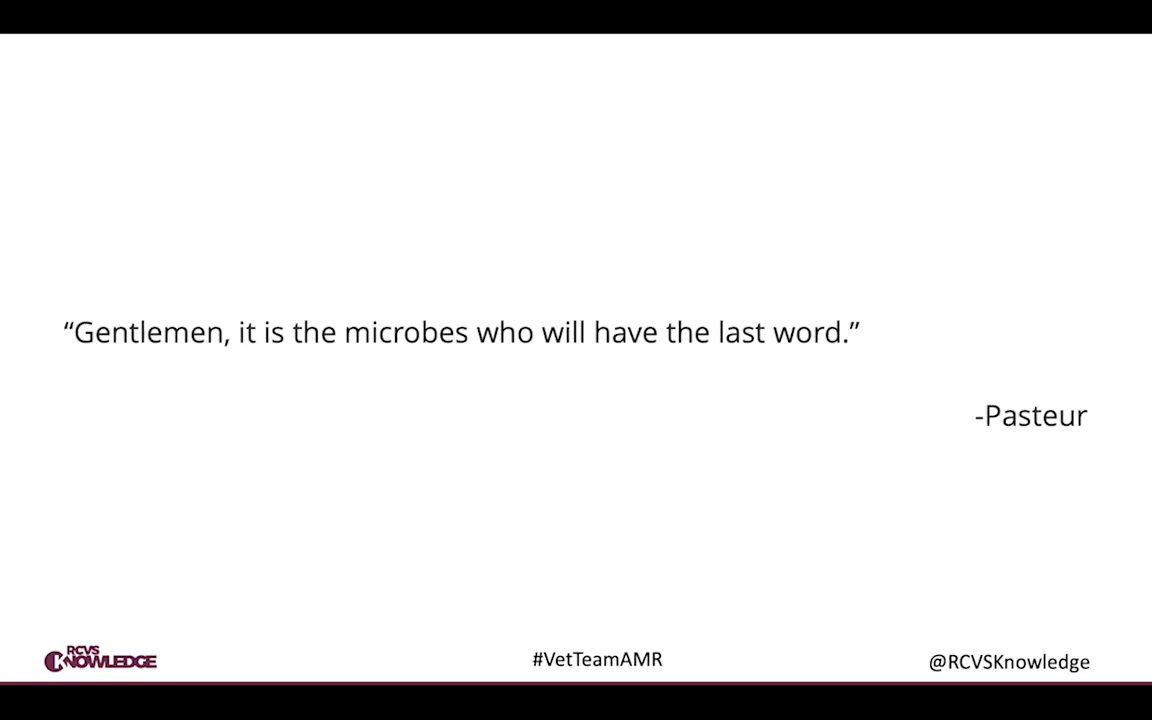 “Gentlemen, it is the microbes who will have the last word.”
-Pasteur
RCVS
KNOWLEDGE
#VetTeamAMR
@RCVSKnowledge